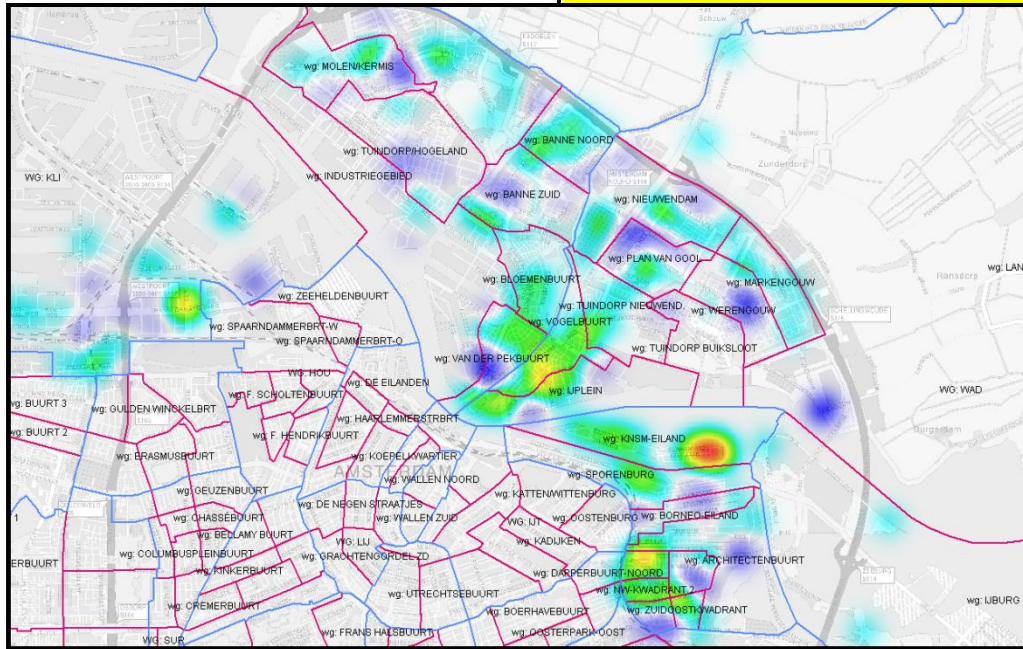 KADOELEN
S117
wg: MOLEN/KERMIS
wg: BANNE NOORD
wg: TUINDORP/HOGELAND
Zunderdorp
WG: KLI
wg: INDUSTRIEGEBIED
wg: BANNE ZUID
wg: NIEUWENDAM
wg: PLAN VAN GOOL
WG: LAN
wg: BLOEMENBUURT
wg: MARKENGOUW
Ransdorp
wg: ZEEHELDENBUURT
wg: TUINDORP NIEUWEND.
wg: WERENGOUW
wg: VOGELBUURT
wg: SPAARNDAMMERBRT-W
wg: SPAARNDAMMERBRT-O
wg: TUINDORP BUIKSLOOT
wg: VAN DER PEKBUURT
WG: HOU
wg: DE EILANDEN
wg: IJPLEIN
WG: WAD
wg: F. SCHOLTENBUURT
wg: BUURT 3
wg: GULDEN WINCKELBRT
wg: HAARLEMMERSTRBRT
Durgerdam
wg: BUURT 2
wg: F. HENDRIKBUURT
wg: KNSM-EILAND
wg: ERASMUSBUURT
wg: KOEPELKWARTIER
AMSTERDAM
wg: WALLEN NOORD
wg: SPORENBURG
wg: GEUZENBUURT
wg: KATTEN/WITTENBURG
wg: DE NEGEN STRAATJES
wg: CHASSÉBUURT
wg: WALLEN ZUID
WG: IJT
wg: OOSTENBURG
wg: BORNEO-EILAND
wg: BELLAMY BUURT
WG: LIJ
wg: KADIJKEN
wg: COLUMBUSPLEINBUURT
wg: GRACHTENGORDEL ZD
wg: ARCHITECTENBUURT
ERBUURT
wg: KINKERBUURT
wg: DAPPERBUURT-NOORD
wg: CREMERBUURT
wg: UTRECHTSEBUURT
wg: NW-KWADRANT 2
wg: IJBURG
wg: BOERHAVEBUURT
wg: ZUIDOOSTKWADRANT
WG: SUR
wg: FRANS HALSBUURT
wg: OOSTERPARK-OOST